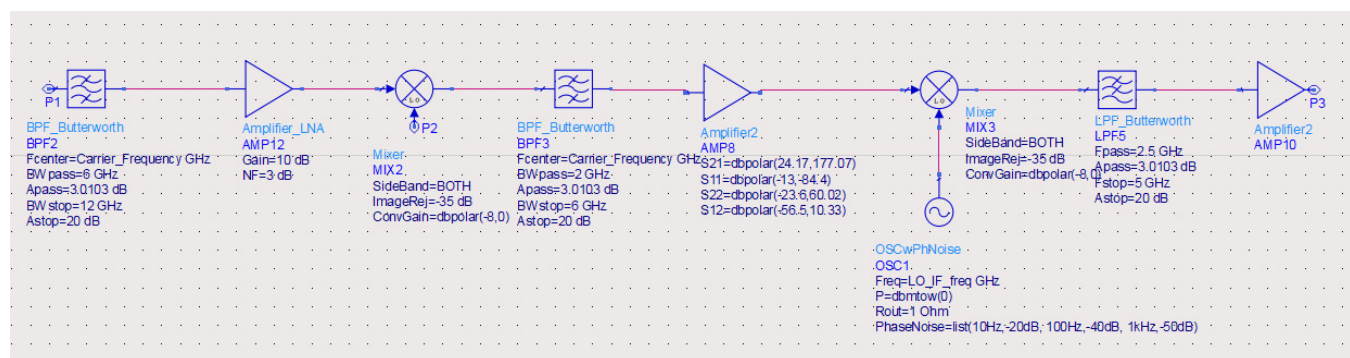 P1
BPF_Butterworth
BPF2
Fcenter=Carrier_Frequency GHz
BWpass=6 GHz
Apass=3.0103 dB
BWstop=12 GHz
Astop=20 dB
Amplifier_LNA
AMP12
Gain=10 dB
NF=3 dB
LO
P2
Mixer
MIX2
SideBand=BOTH
ImageRej=-35 dB
ConvGain=dbpolar(-8,0)
BPF_Butterworth
BPF3
Fcenter=Carrier_Frequency GHz
BWpass=2 GHz
Apass=3.0103 dB
BWstop=6 GHz
Astop=20 dB
Amplifier2
AMP8
S21=dbpolar(24.17,177.07)
S11=dbpolar(-13,-84.4)
S22=dbpolar(-23.6,60.02)
S12=dbpolar(-56.5,10.33)
LO
Mixer
MIX3
SideBand=BOTH
ImageRej=-35 dB
ConvGain=dbpolar(-8,0)
OSCwPhNoise
OSC1
Freq=LO_IF_freq GHz
P=dbmtow(0)
Rout=1 Ohm
PhaseNoise=list(10Hz,-20dB, 100Hz,-40dB, 1kHz,-50dB)
LPF_Butterworth
LPF5
Fpass=2.5 GHz
Apass=3.0103 dB
Fstop=5 GHz
Astop=20 dB
P3
Amplifier2
AMP10